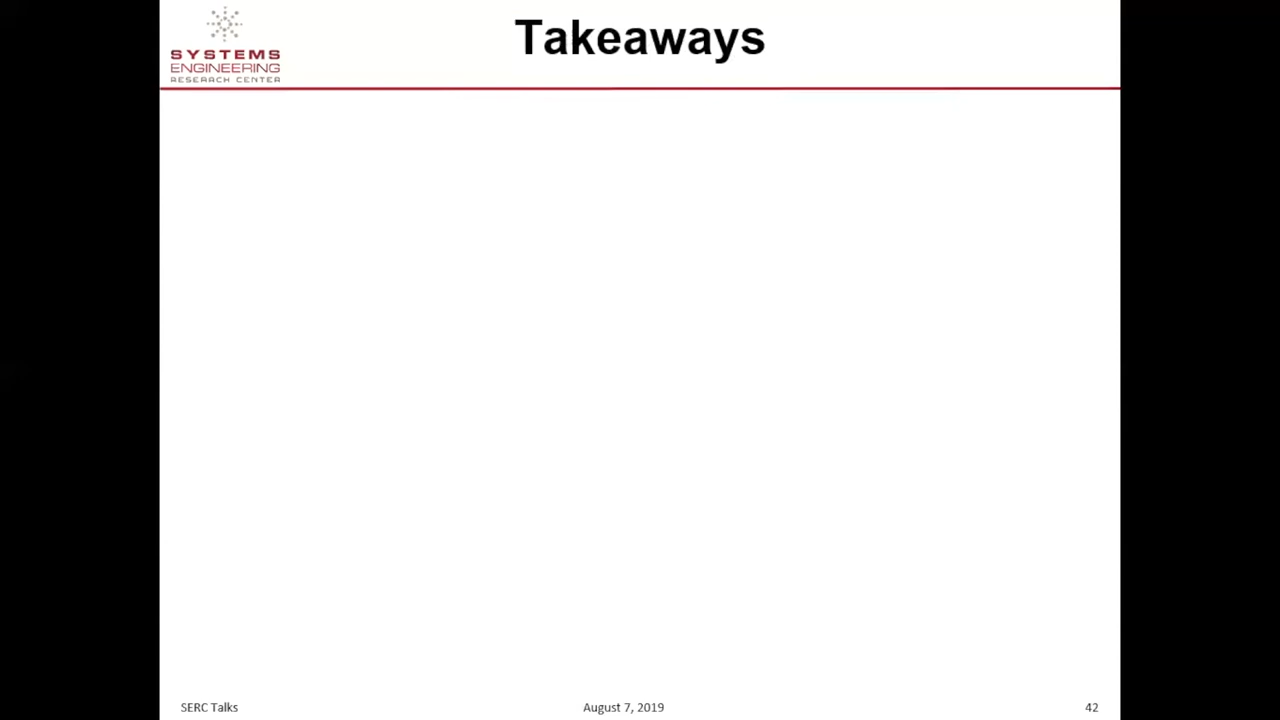 Takeaways
SYSTEMS
ENGINEERING
RESEARCH CENTER
SERC Talks
August 7, 2019
42